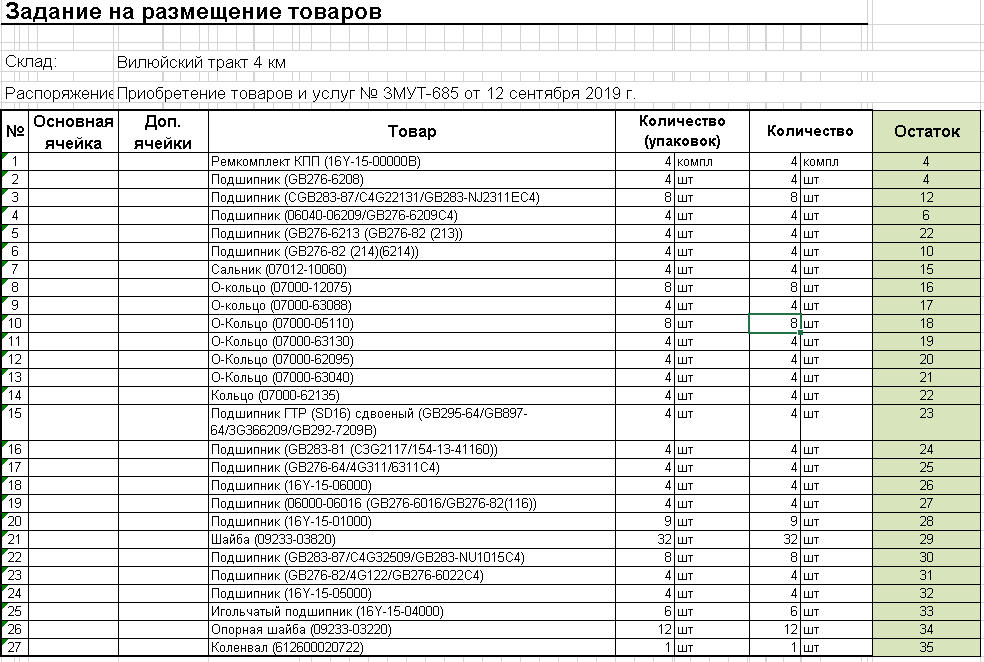 Задание на размещение товаров
Склад: Вилюйский тракт 4 км
Распоряжение Приобретение товаров и услуг № ЗМУТ-685 от 12 сентября 2019 г.
№ Основная ячейка Доп. ячейки Товар Количество (упаковок) Количество Остаток
1 Ремкомплект КПП (16Y-15-00000B) 4 компл 4 компл 4
2 Подшипник (GB276-6208) 4 шт 4 шт 4
3 Подшипник (CGB283-87/C4G22131/GB283-NJ2311EC4) 8 шт 8 шт 12
4 Подшипник (06040-06209/GB276-6209C4) 4 шт 4 шт 6
5 Подшипник (GB276-6213 (GB276-82 (213)) 4 шт 4 шт 22
6 Подшипник (GB276-82 (214)(6214)) 4 шт 4 шт 10
7 Сальник (07012-10060) 4 шт 4 шт 15
8 О-кольцо (07000-12075) 8 шт 8 шт 16
9 О-кольцо (07000-63088) 4 шт 4 шт 17
10 О-Кольцо (07000-05110) 8 шт 8 шт 18
11 О-Кольцо (07000-63130) 4 шт 4 шт 19
12 О-Кольцо (07000-62095) 4 шт 4 шт 20
13 О-Кольцо (07000-63040) 4 шт 4 шт 21
14 Кольцо (07000-62135) 4 шт 4 шт 22
15 Подшипник ГТР (SD16) сдвоеный (GB295-64/GB897- 4 шт 4 шт 23
64/3G366209/GB292-7209B)
16 Подшипник (GB283-81 (C3G2117/154-13-41160)) 4 шт 4 шт 24
17 Подшипник (GB276-64/4G311/6311C4) 4 шт 4 шт 25
18 Подшипник (16Y-15-06000) 4 шт 4 шт 26
19 Подшипник (06000-06016 (GB276-6016/GB276-82(116)) 4 шт 4 шт 27
20 Подшипник (16Y-15-01000) 9 шт 9 шт 28
21 Шайба (09233-03820) 32 шт 32 шт 29
22 Подшипник (GB283-87/C4G32509/GB283-NU1015C4) 8 шт 8 шт 30
23 Подшипник (GB276-82/4G122/GB276-6022C4) 4 шт 4 шт 31
24 Подшипник (16Y-15-05000) 4 шт 4 шт 32
25 Игольчатый подшипник (16Y-15-04000) 6 шт 6 шт 33
26 Опорная шайба (09233-03220) 12 шт 12 шт 34
27 Коленвал (612600020722) 1 шт 1 шт 35